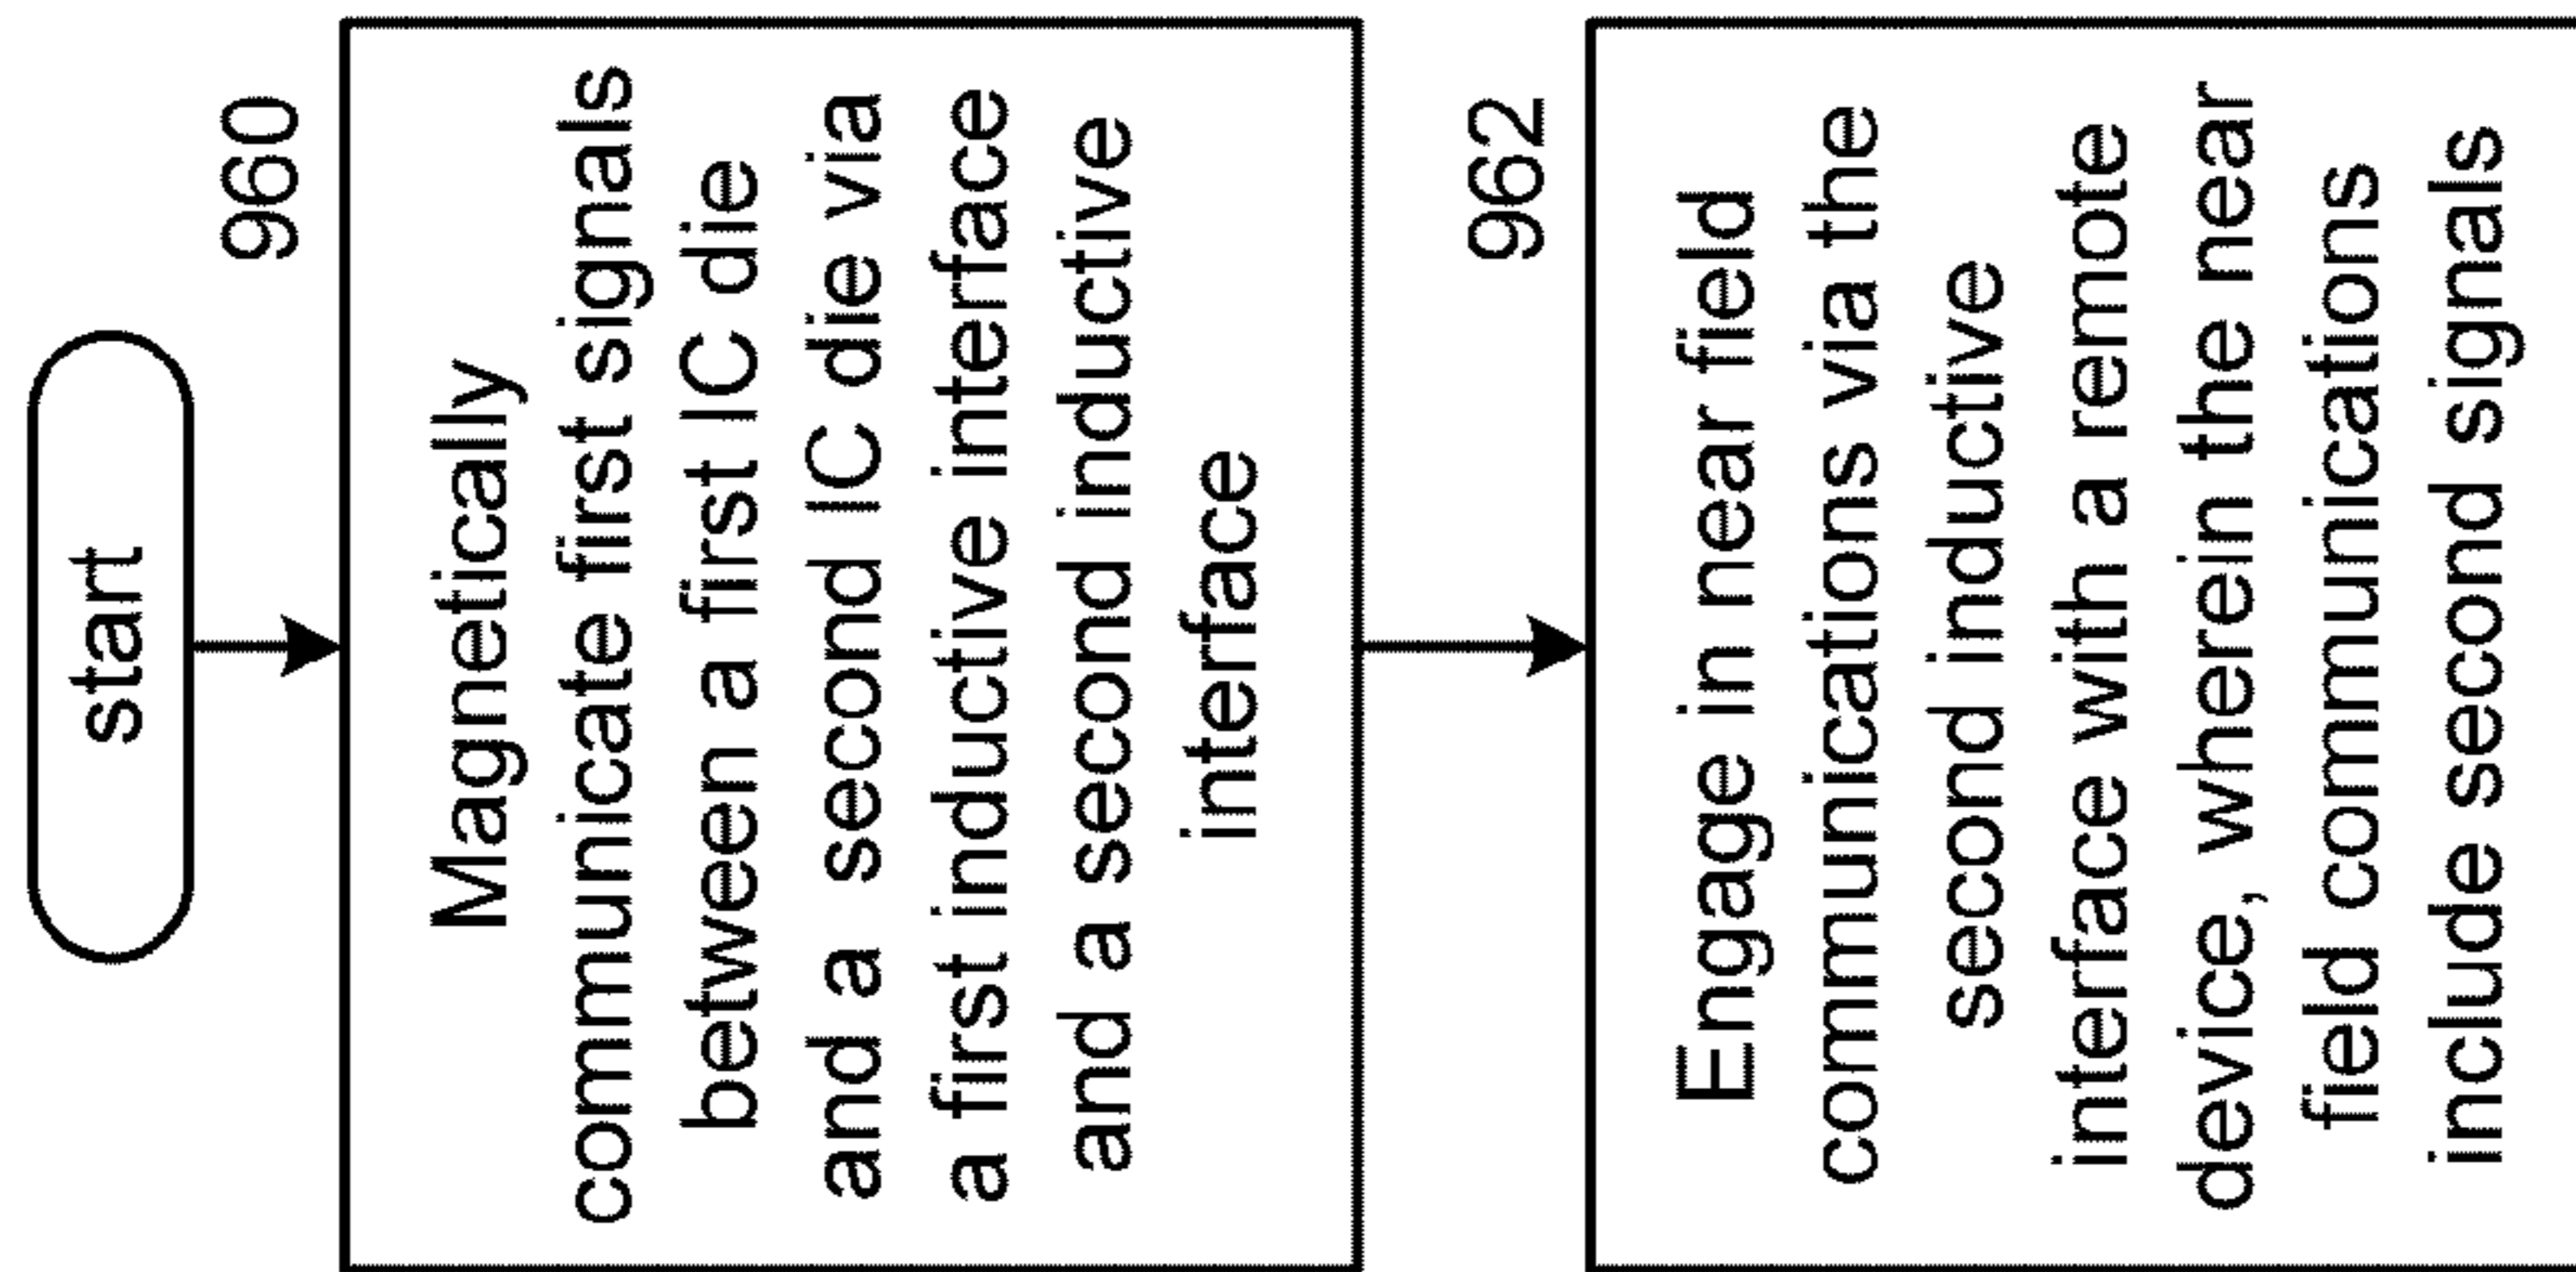 start
960
Magnetically
communicate first signals
between a first IC die
and a second IC die via
a first inductive interface
and a second inductive
interface
962
Engage in near field
communications via the
second inductive
interface with a remote
device, wherein the near
field communications
include second signals